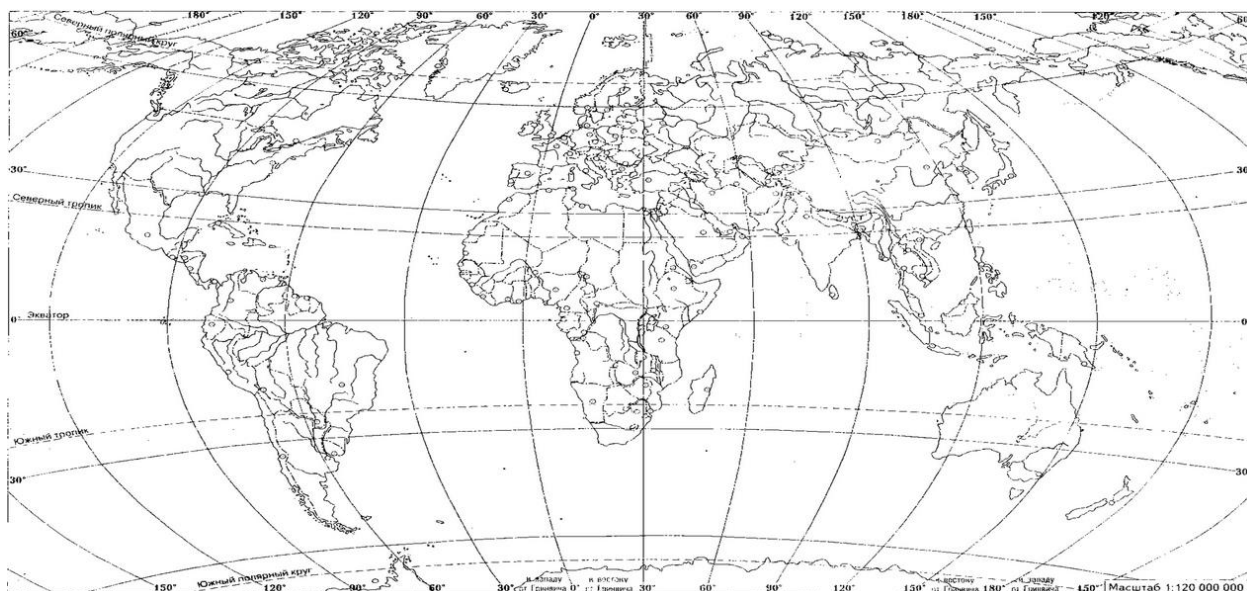 180° 150° 120° 90° 60° 30° 0° 30° 60° 90° 120° 150° 180° 150° 120°
60° Северный полярный круг
30° 30°
Северный тропик
0° Экватор 0°
Южный тропик
30° 30°
Южный полярный круг
к западу к востоку к востоку к западу
от Гринвича от Гринвича от Гринвича от Гринвича
150° 120° 90° 60° 30° 0° 30° 60° 90° 120° 150° 180° 150° Масштаб 1:120 000 000